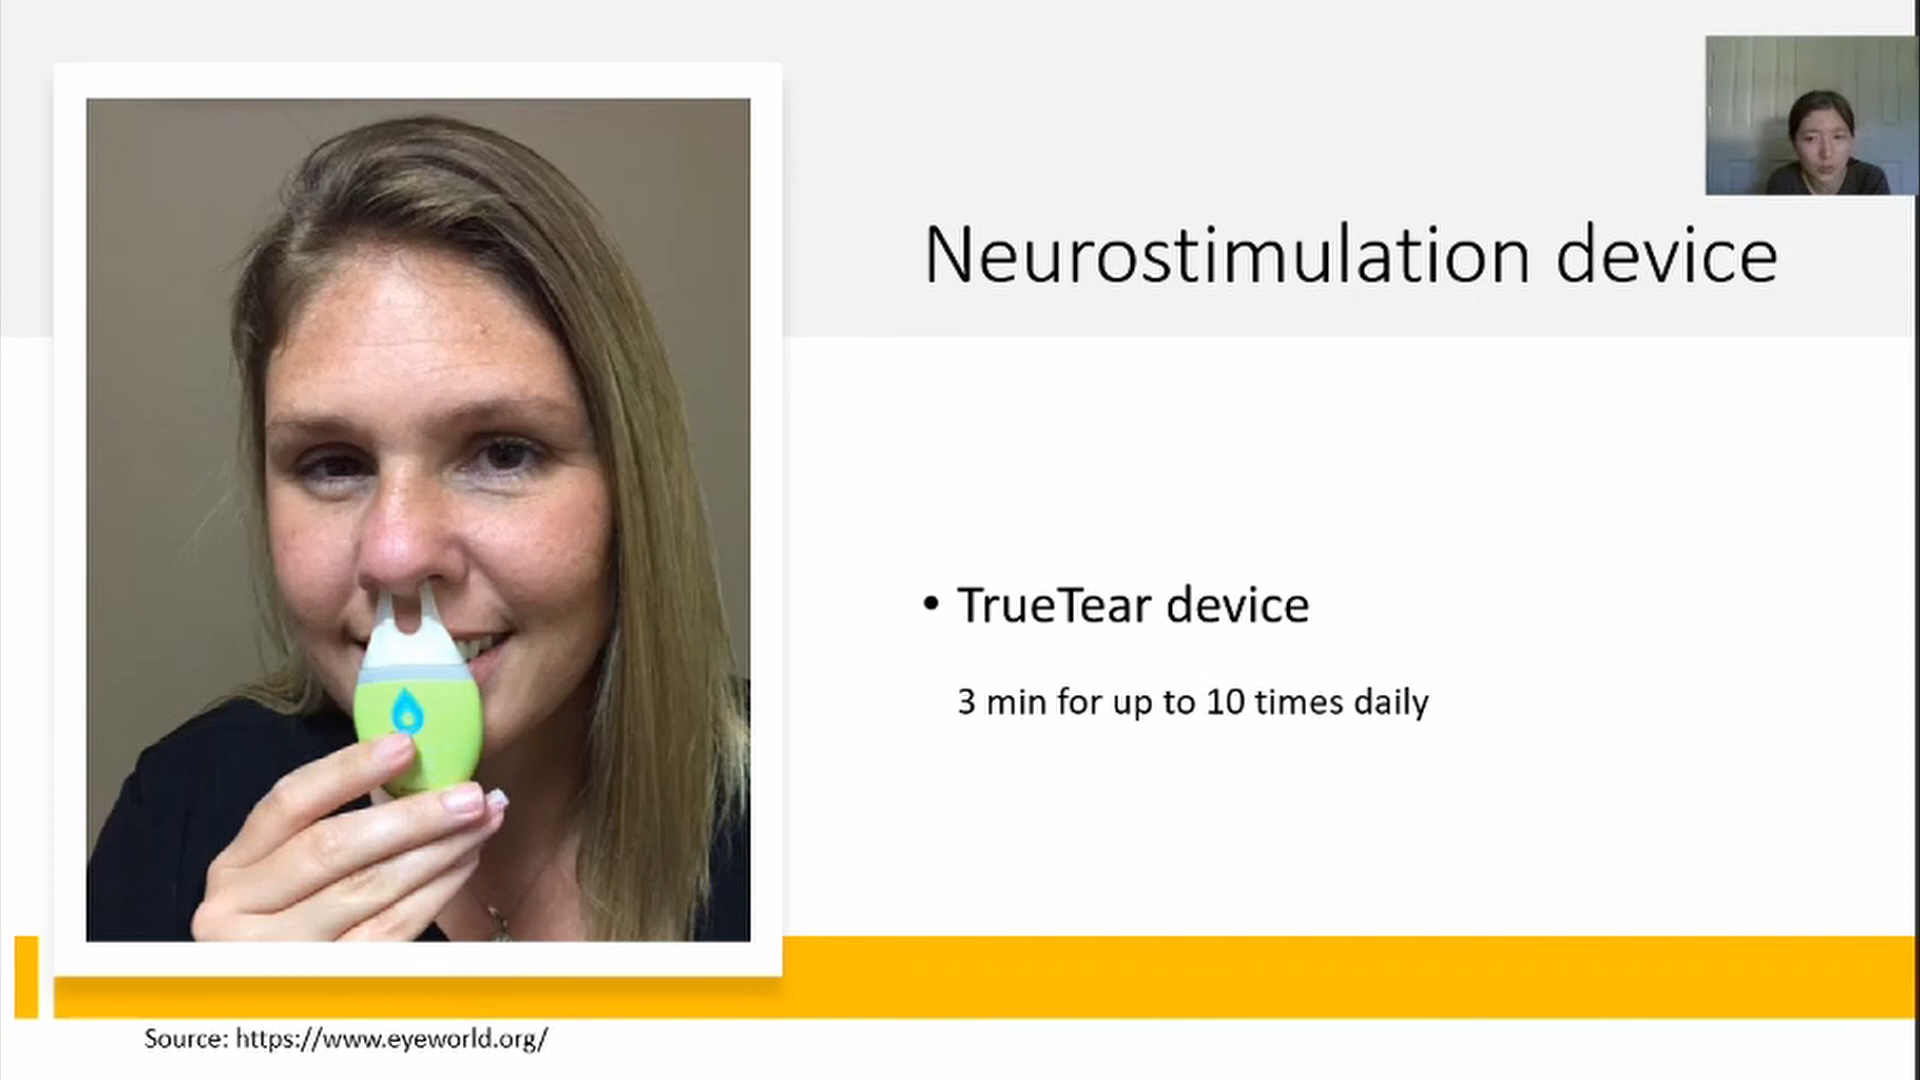 Neurostimulation device
• TrueTear device
3 min for up to 10 times daily
Source: https://www.eyeworld.org/